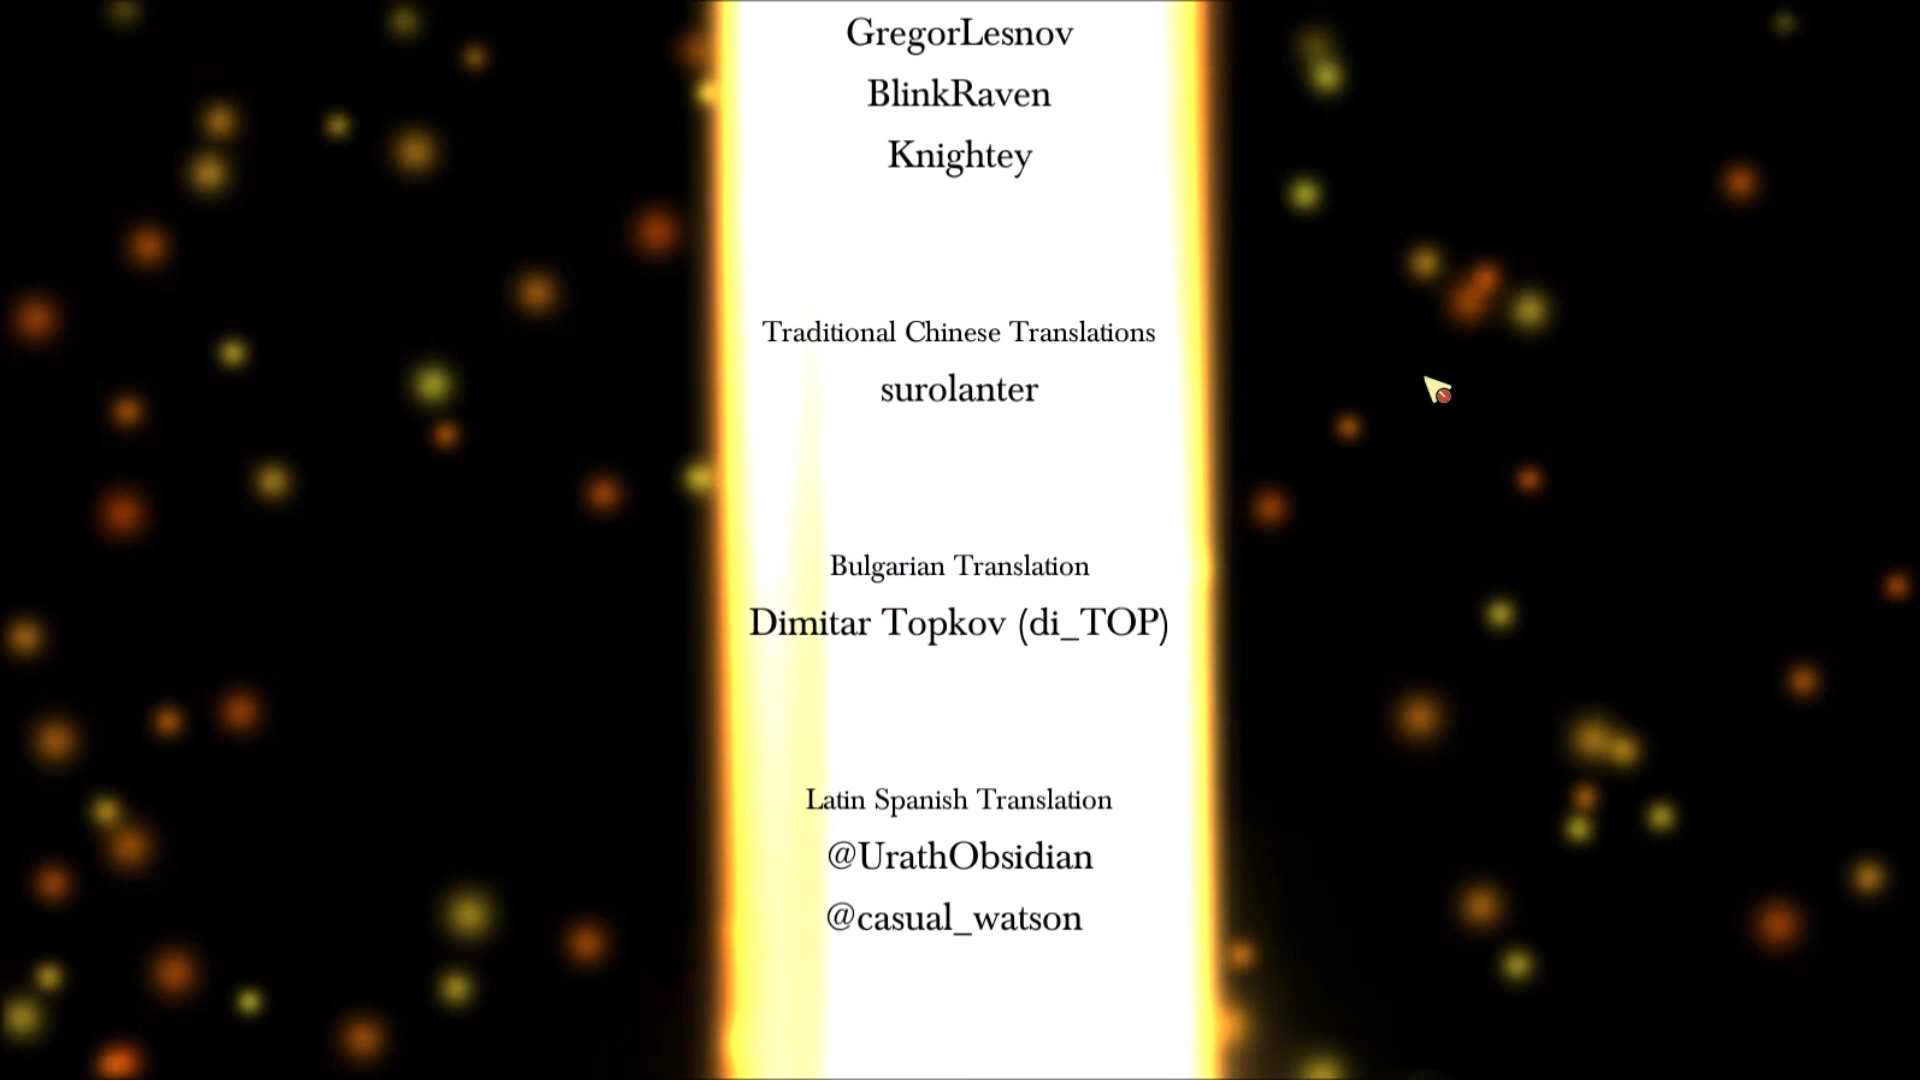 GregorLesnov
BlinkRaven
Knightey
Traditional Chinese Translations
surolanter
Bulgarian Translation
Dimitar Topkov (di_TOP)
Latin Spanish Translation
@UrathObsidian
@casual_watson